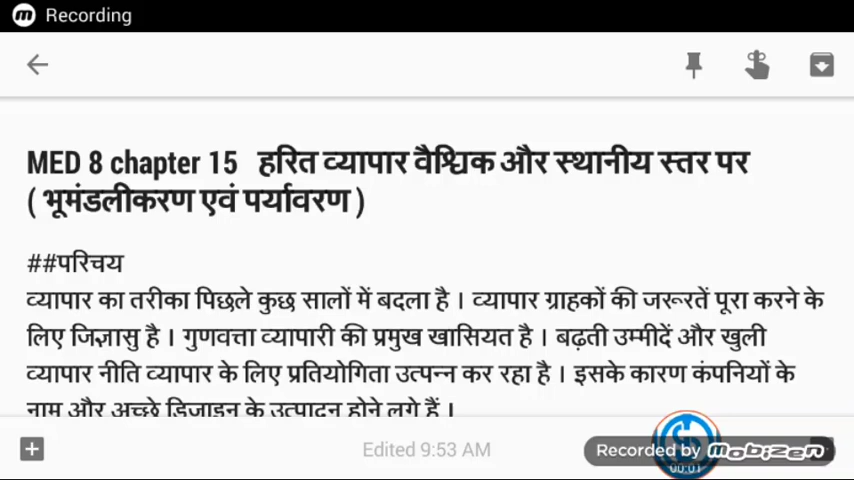 Recording
MED 8 chapter 15 हरित व्यापार वैश्विक और स्थानीय स्तर पर
( भूमंडलीकरण एवं पर्यावरण )
##परिचय
व्यापार का तरीका पिछले कुछ सालों में बदला है । व्यापार ग्राहकों की जरूरतें पूरा करने के
लिए जिज्ञासु है । गुणवत्ता व्यापारी की प्रमुख खासियत है । बढ़ती उम्मीदें और खुली
व्यापार नीति व्यापार के लिए प्रतियोगिता उत्पन्न कर रहा है । इसके कारण कंपनियों के
नाम और अच्छे डिजाइन के उत्पादन होने लगे हैं ।
Edited 9:53 AM
Recorded by mobizen
00:01